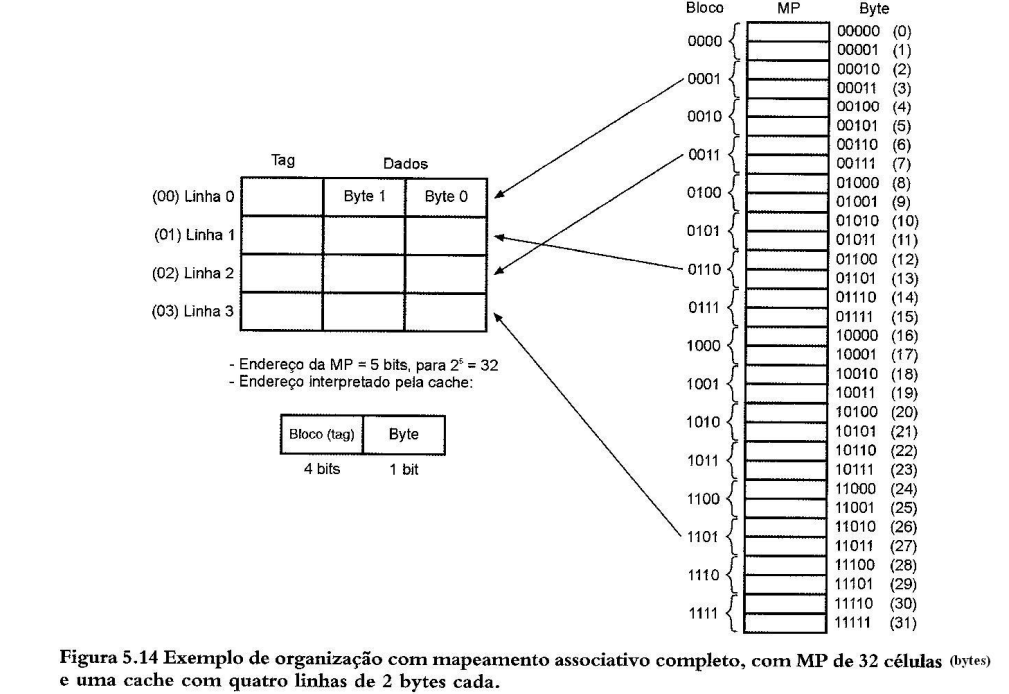 Bloco MP Byte
0000 00000 (0)
00001 (1)
0001 00010 (2)
00011 (3)
0010 00100 (4)
00101 (5)
0011 00110 (6)
00111 (7)
0100 01000 (8)
01001 (9)
0101 01010 (10)
01011 (11)
0110 01100 (12)
01101 (13)
0111 01110 (14)
01111 (15)
1000 10000 (16)
10001 (17)
1001 10010 (18)
10011 (19)
1010 10100 (20)
10101 (21)
1011 10110 (22)
10111 (23)
1100 11000 (24)
11001 (25)
1101 11010 (26)
11011 (27)
1110 11100 (28)
11101 (29)
1111 11110 (30)
11111 (31)
Tag Dados
(00) Linha 0 Byte 1 Byte 0
(01) Linha 1
(02) Linha 2
(03) Linha 3
- Endereço da MP = 5 bits, para 2⁵ = 32
- Endereço interpretado pela cache:
Bloco (tag) Byte
4 bits 1 bit
Figura 5.14 Exemplo de organização com mapeamento associativo completo, com MP de 32 células (bytes)
e uma cache com quatro linhas de 2 bytes cada.